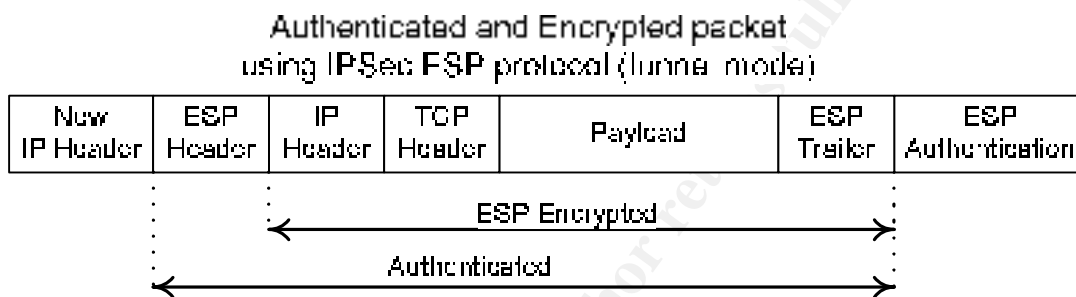 Authenticated and Encrypted packet
using IPSec ESP protocol (tunnel mode)
New IP Header
ESP Header
IP Header
TCP Header
Payload
ESP Trailer
ESP Authentication
ESP Encrypted
Authenticated